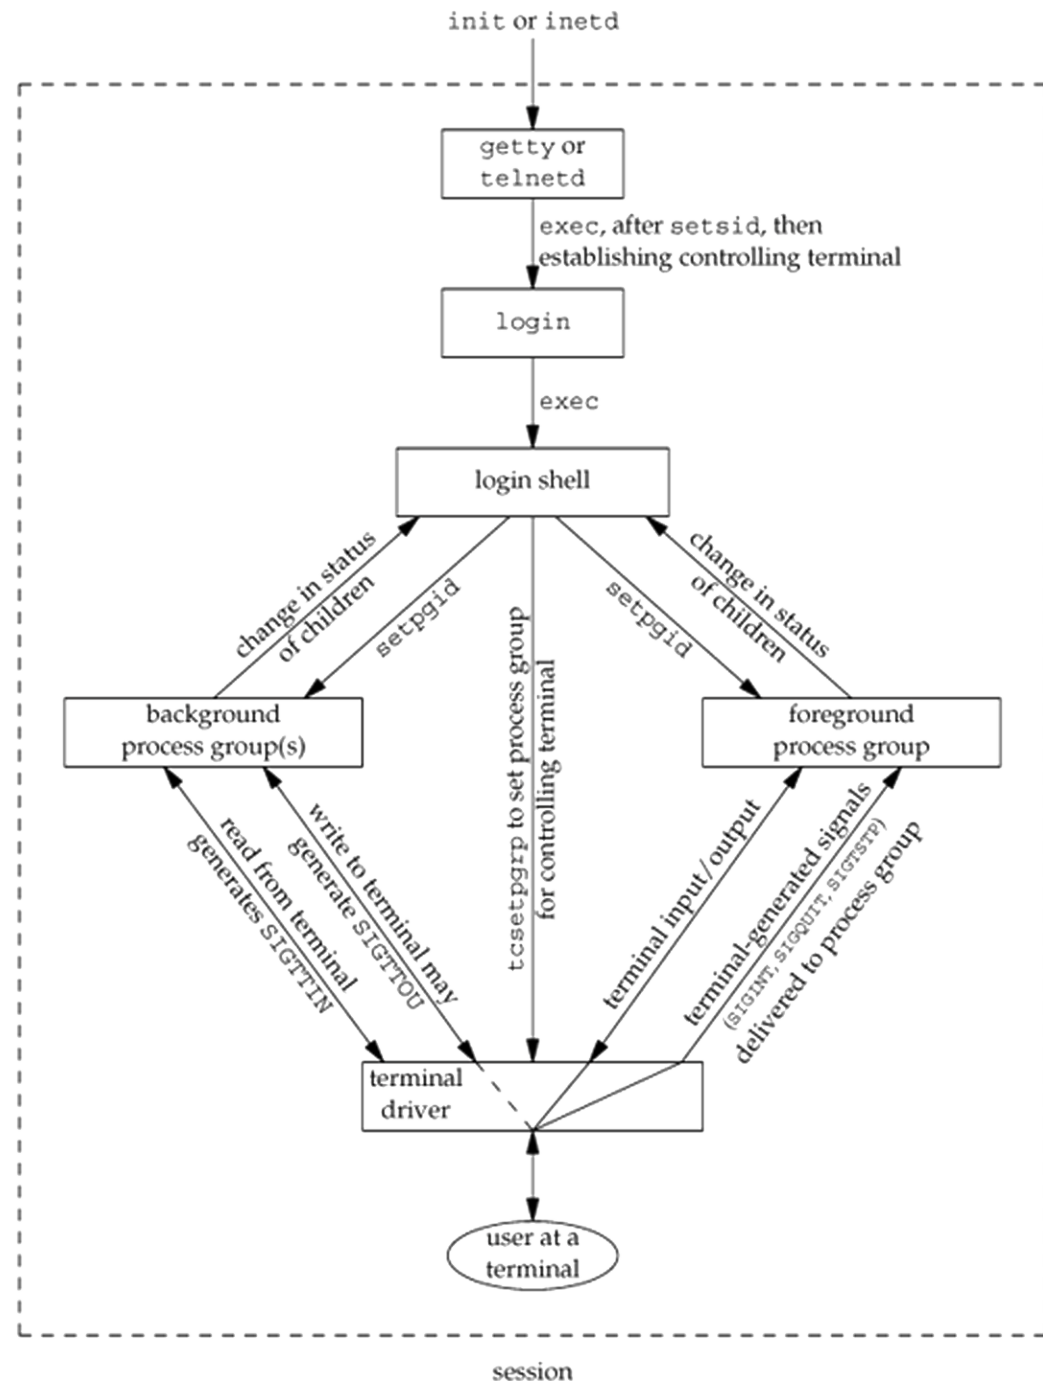 init or inetd
getty or
telnetd
exec, after setsid, then
establishing controlling terminal
login
exec
login shell
change in status
of children
setpgid
tcsetpgrp to set process group
for controlling terminal
setpgid
change in status
of children
background
process group(s)
foreground
process group
read from terminal
generates SIGTTIN
write to terminal may
generate SIGTTOU
terminal input/output
terminal-generated signals
(SIGINT, SIGQUIT, SIGTSTP)
delivered to process group
terminal
driver
user at a
terminal
session